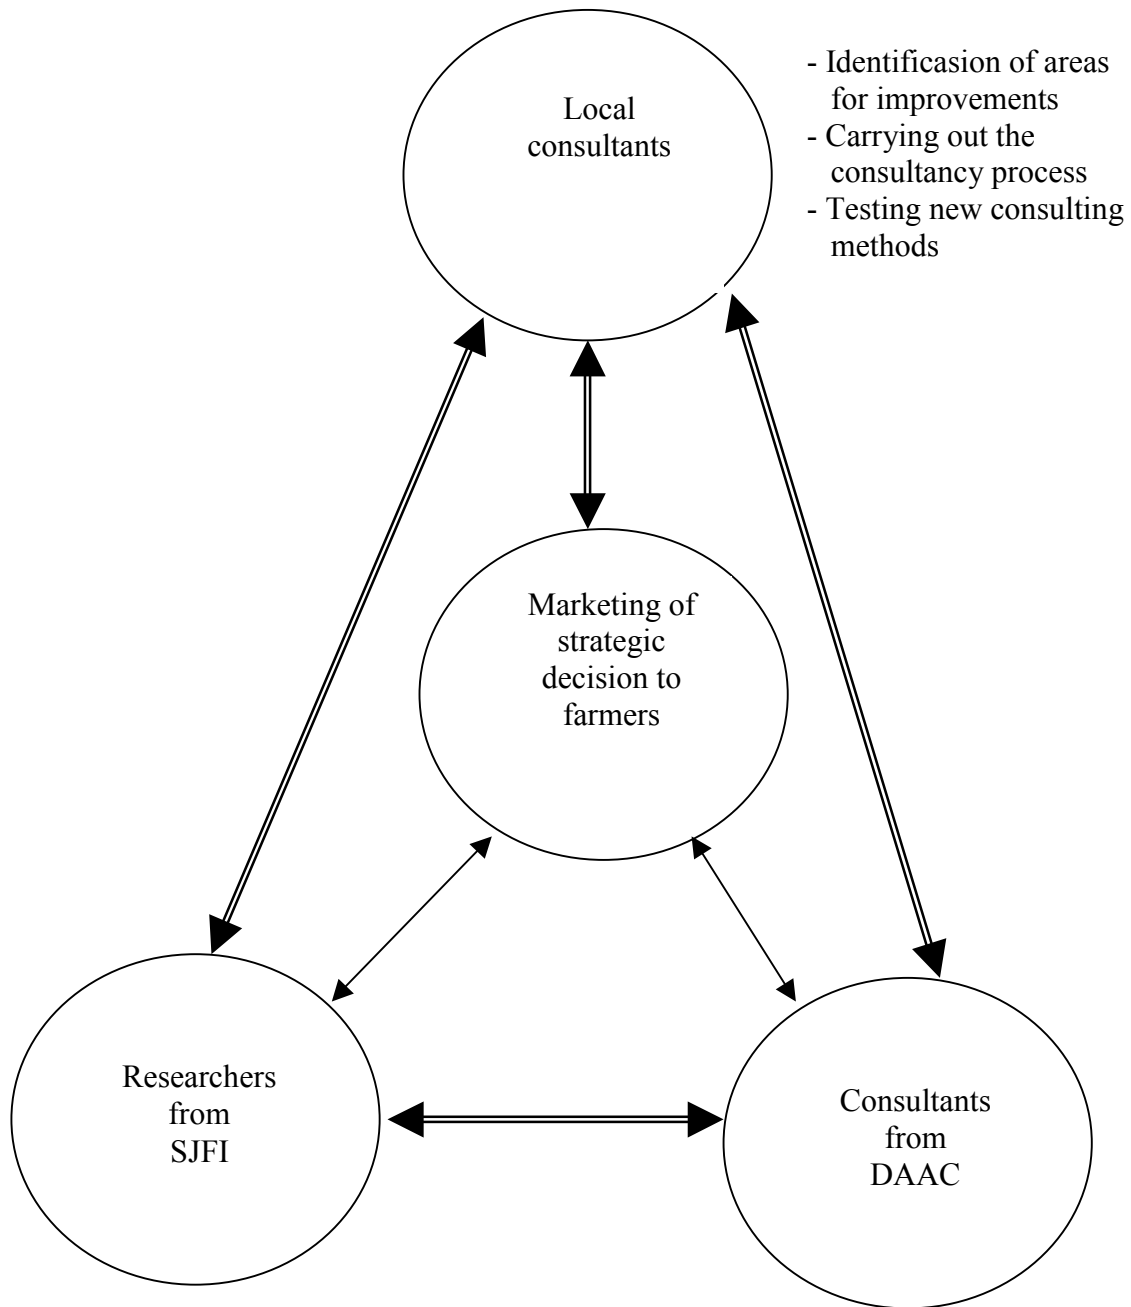 Local
consultants
- Identificasion of areas
for improvements
- Carrying out the
consultancy process
- Testing new consulting
methods
Marketing of
strategic
decision to
farmers
Researchers
from
SJFI
Consultants
from
DAAC